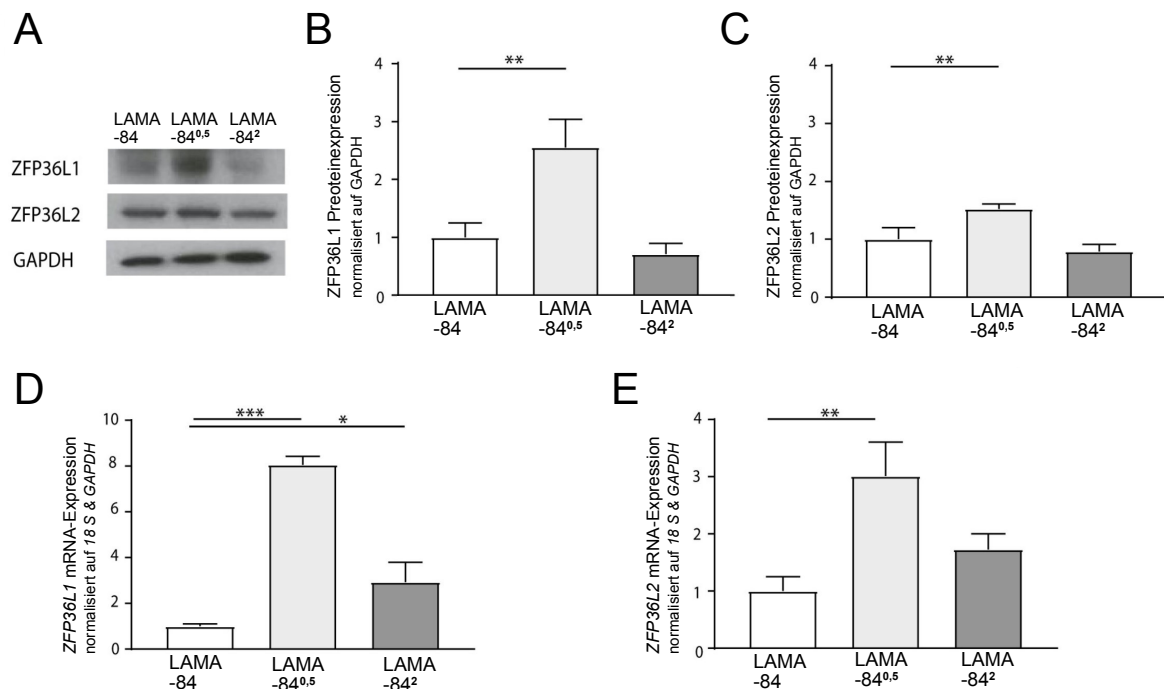 A
LAMA LAMA LAMA
-84 -84⁰,⁵ -84²
ZFP36L1
ZFP36L2
GAPDH
B
ZFP36L1 Preoteinexpression
normalisiert auf GAPDH
4
3
2
1
0
**
LAMA LAMA LAMA
-84 -84⁰,⁵ -84²
C
ZFP36L2 Preoteinexpression
normalisiert auf GAPDH
4
3
2
1
0
**
LAMA LAMA LAMA
-84 -84⁰,⁵ -84²
D
ZFP36L1 mRNA-Expression
normalisiert auf 18 S & GAPDH
10
8
6
4
2
0
***
*
LAMA LAMA LAMA
-84 -84⁰,⁵ -84²
E
ZFP36L2 mRNA-Expression
normalisiert auf 18 S & GAPDH
4
3
2
1
0
**
LAMA LAMA LAMA
-84 -84⁰,⁵ -84²